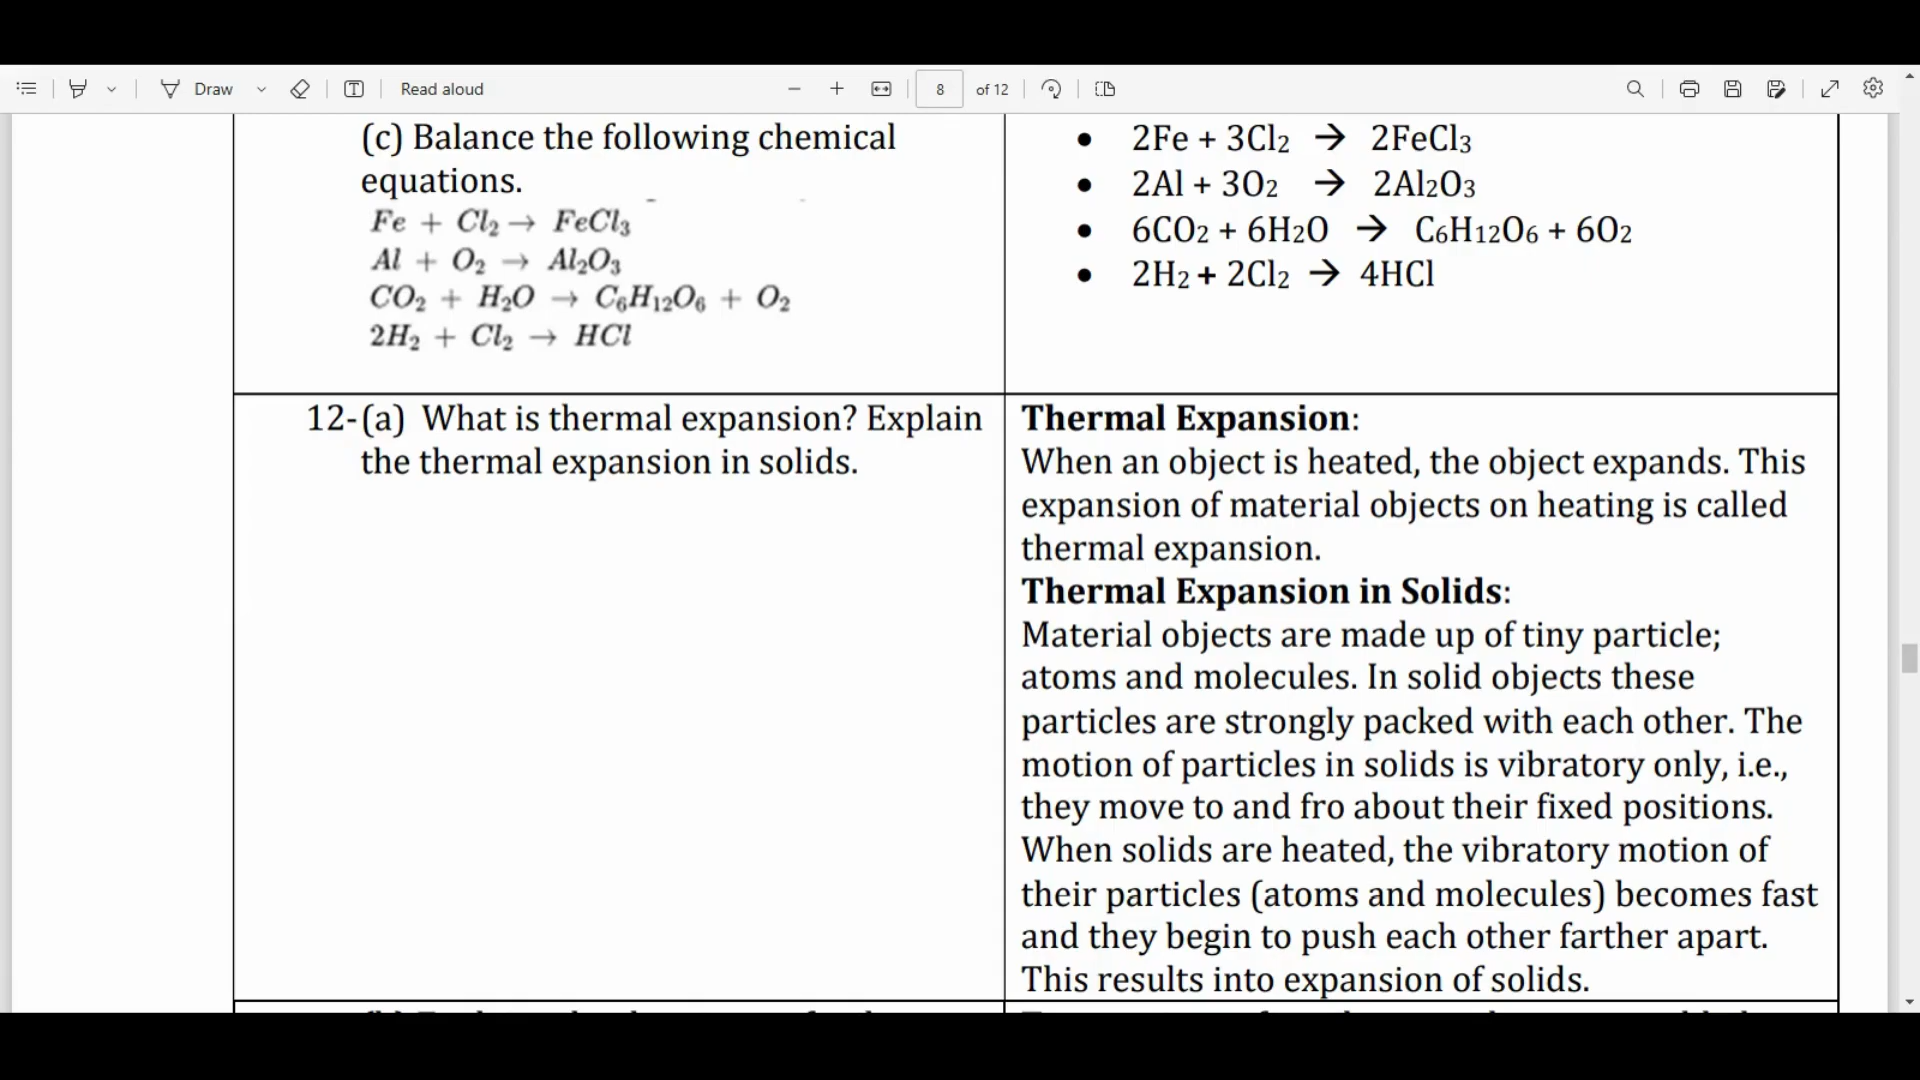 Draw
Read aloud
8
of 12
(c) Balance the following chemical
equations.
Fe + Cl₂ → FeCl₃
Al + O₂ → Al₂O₃
CO₂ + H₂O → C₆H₁₂O₆ + O₂
2H₂ + Cl₂ → HCl
• 2Fe + 3Cl2 → 2FeCl3
• 2Al + 3O2 → 2Al2O3
• 6CO2 + 6H2O → C6H12O6 + 6O2
• 2H2 + 2Cl2 → 4HCl
12-(a) What is thermal expansion? Explain
the thermal expansion in solids.
Thermal Expansion:
When an object is heated, the object expands. This
expansion of material objects on heating is called
thermal expansion.
Thermal Expansion in Solids:
Material objects are made up of tiny particle;
atoms and molecules. In solid objects these
particles are strongly packed with each other. The
motion of particles in solids is vibratory only, i.e.,
they move to and fro about their fixed positions.
When solids are heated, the vibratory motion of
their particles (atoms and molecules) becomes fast
and they begin to push each other farther apart.
This results into expansion of solids.